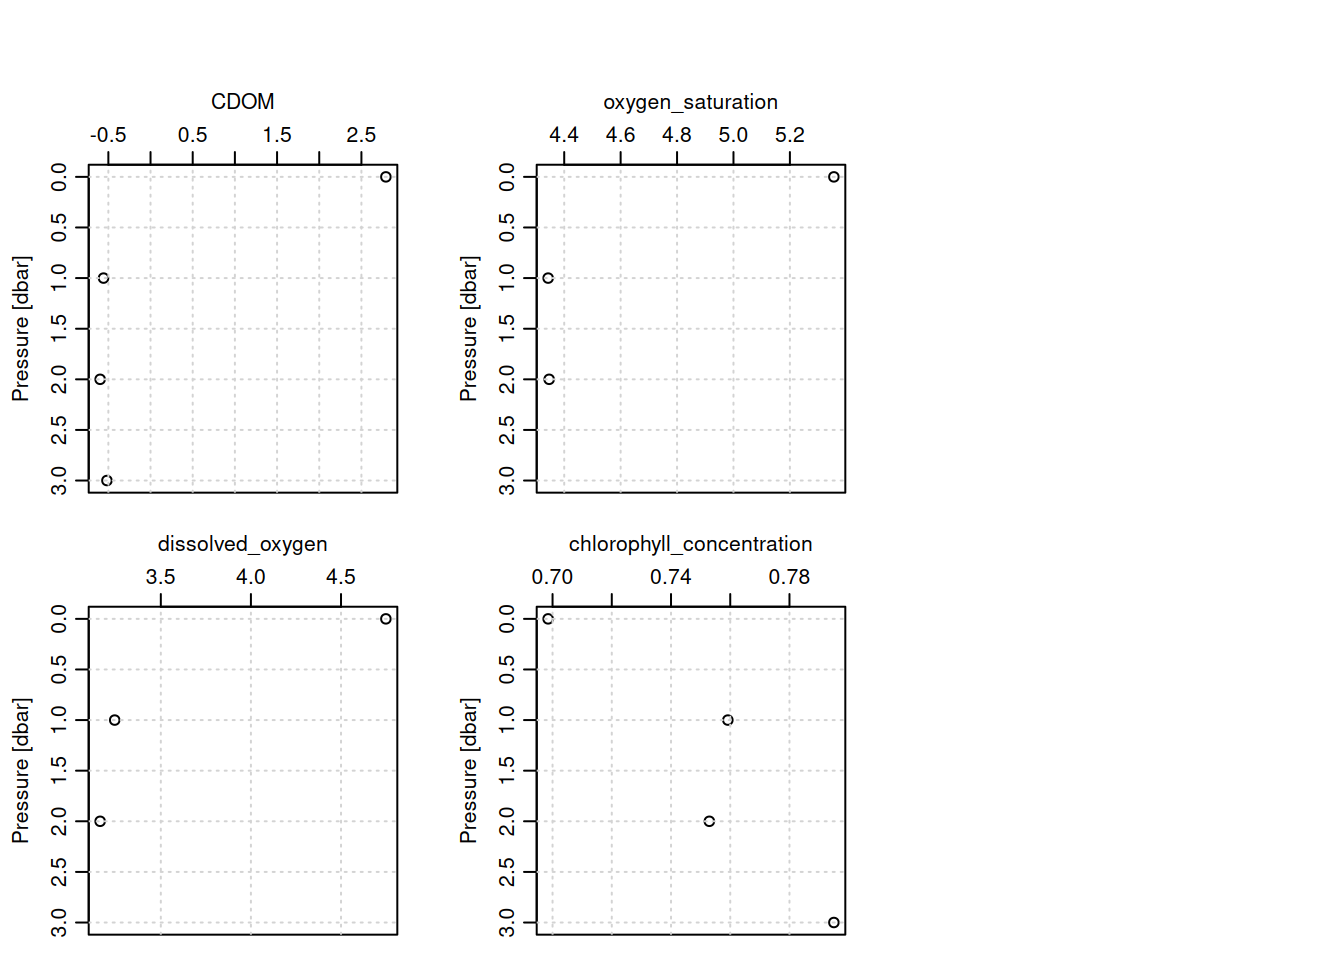 CDOM
-0.5 0.5 1.5 2.5
Pressure [dbar]
0.0 0.5 1.0 1.5 2.0 2.5 3.0
oxygen_saturation
4.4 4.6 4.8 5.0 5.2
Pressure [dbar]
0.0 0.5 1.0 1.5 2.0 2.5 3.0
dissolved_oxygen
3.5 4.0 4.5
Pressure [dbar]
0.0 0.5 1.0 1.5 2.0 2.5 3.0
chlorophyll_concentration
0.70 0.74 0.78
Pressure [dbar]
0.0 0.5 1.0 1.5 2.0 2.5 3.0